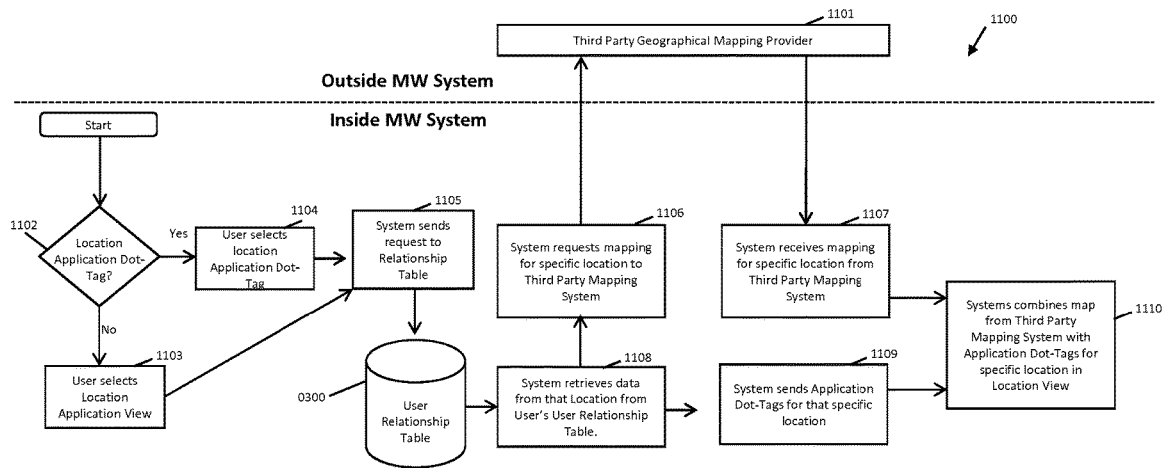 1101
1100
Third Party Geographical Mapping Provider
Outside MW System
Inside MW System
Start
1102
Location
Application Dot-
Tag?
Yes
No
1104
User selects
location
Application Dot-
Tag
1105
System sends
request to
Relationship
Table
1106
System requests mapping
for specific location to
Third Party Mapping
System
1107
System receives mapping
for specific location from
Third Party Mapping
System
1110
Systems combines map
from Third Party
Mapping System with
Application Dot-Tags for
specific location in
Location View
1103
User selects
Location
Application View
0300
User
Relationship
Table
1108
System retrieves data
from that Location from
User's User Relationship
Table.
1109
System sends Application
Dot-Tags for that specific
location